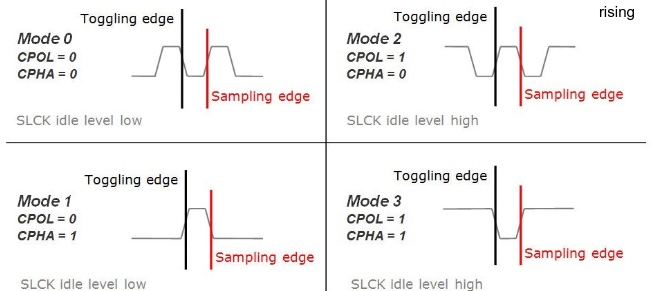 Toggling edge
Mode 0
CPOL = 0
CPHA = 0
Sampling edge
SLCK idle level low
rising
Toggling edge
Mode 2
CPOL = 1
CPHA = 0
Sampling edge
SLCK idle level high
Toggling edge
Mode 1
CPOL = 0
CPHA = 1
Sampling edge
SLCK idle level low
Toggling edge
Mode 3
CPOL = 1
CPHA = 1
Sampling edge
SLCK idle level high